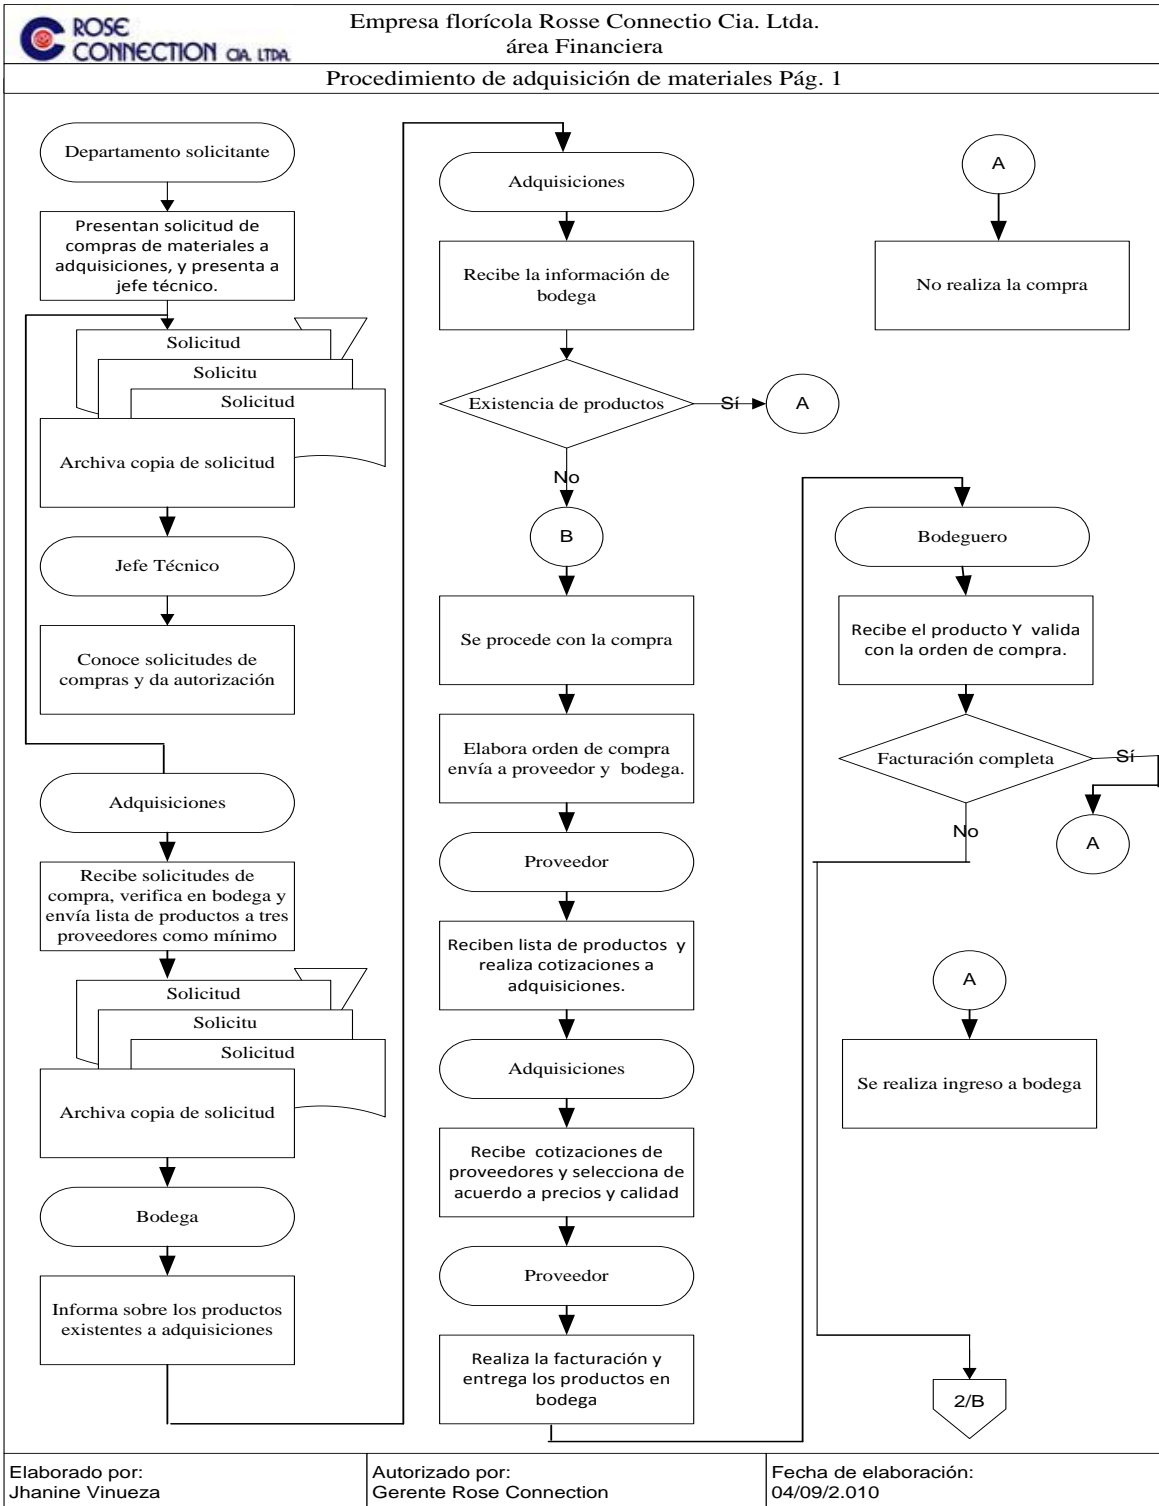 ROSE
CONNECTION CIA. LTDA.
Empresa florícola Rosse Connectio Cia. Ltda.
área Financiera
Procedimiento de adquisición de materiales Pág. 1
Departamento solicitante
Presentan solicitud de
compras de materiales a
adquisiciones, y presenta a
jefe técnico.
Solicitud
Solicitu
Solicitud
Archiva copia de solicitud
Jefe Técnico
Conoce solicitudes de
compras y da autorización
Adquisiciones
Recibe solicitudes de
compra, verifica en bodega y
envía lista de productos a tres
proveedores como mínimo
Solicitud
Solicitu
Solicitud
Archiva copia de solicitud
Bodega
Informa sobre los productos
existentes a adquisiciones
Adquisiciones
Recibe la información de
bodega
Existencia de productos
Sí
A
No
B
Se procede con la compra
Elabora orden de compra
envía a proveedor y bodega.
Proveedor
Reciben lista de productos y
realiza cotizaciones a
adquisiciones.
Adquisiciones
Recibe cotizaciones de
proveedores y selecciona de
acuerdo a precios y calidad
Proveedor
Realiza la facturación y
entrega los productos en
bodega
A
No realiza la compra
Bodeguero
Recibe el producto Y valida
con la orden de compra.
Facturación completa
Sí
A
No
A
Se realiza ingreso a bodega
2/B
Elaborado por:
Jhanine Vinueza
Autorizado por:
Gerente Rose Connection
Fecha de elaboración:
04/09/2.010